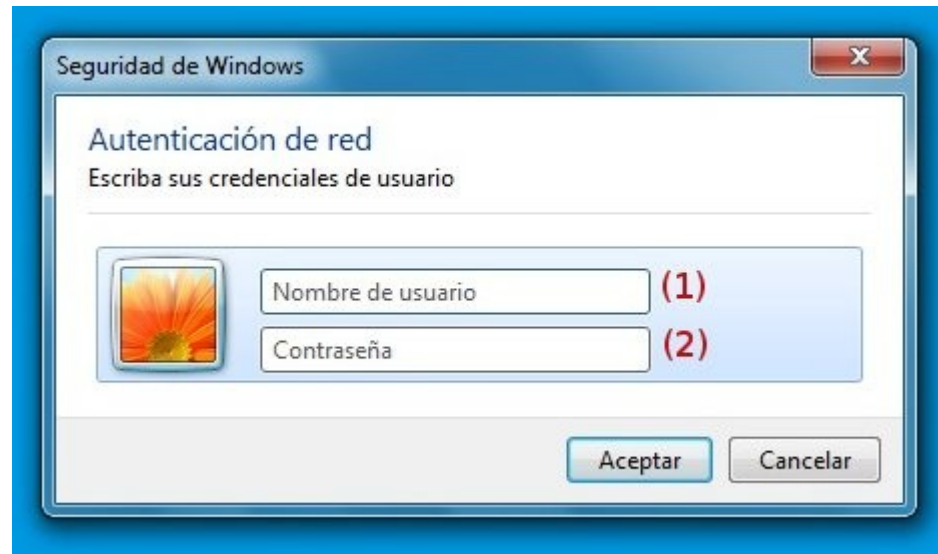 Seguridad de Windows
Autenticación de red
Escriba sus credenciales de usuario
Nombre de usuario (1)
Contraseña (2)
Aceptar Cancelar